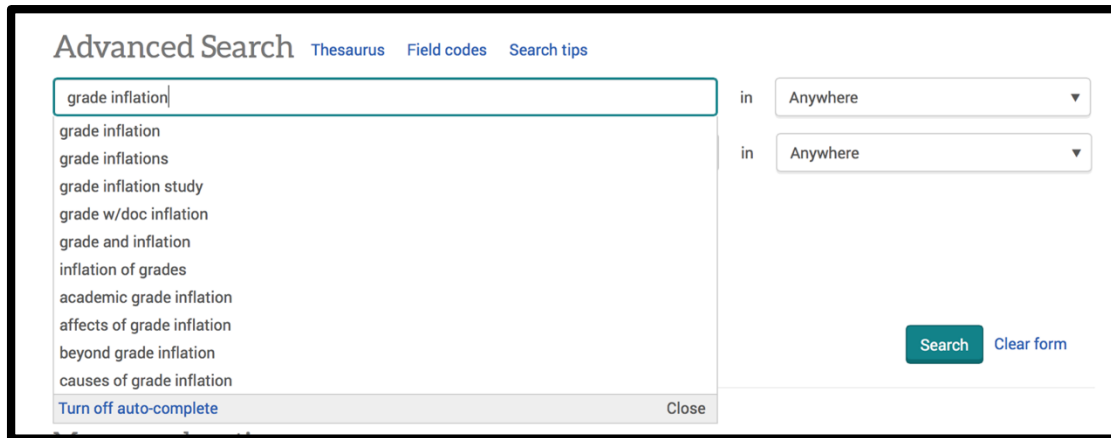 Advanced Search Thesaurus Field codes Search tips
grade inflation in Anywhere
grade inflation
grade inflations in Anywhere
grade inflation study
grade w/doc inflation
grade and inflation
inflation of grades
academic grade inflation
affects of grade inflation
beyond grade inflation Search Clear form
causes of grade inflation
Turn off auto-complete Close